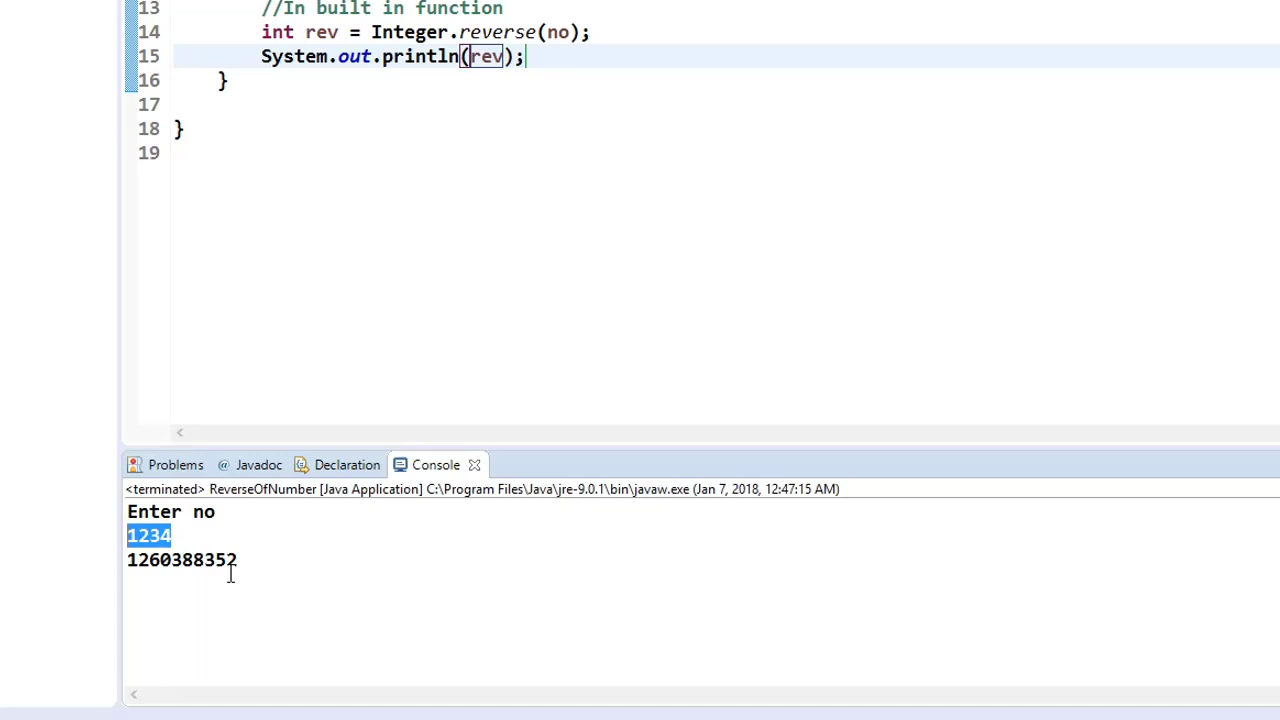 13 //In built in function
14 int rev = Integer.reverse(no);
15 System.out.println(rev);
16 }
17
18 }
19
Problems @ Javadoc Declaration Console
<terminated> ReverseOfNumber [Java Application] C:\Program Files\Java\jre-9.0.1\bin\javaw.exe (Jan 7, 2018, 12:47:15 AM)
Enter no
1234
1260388352